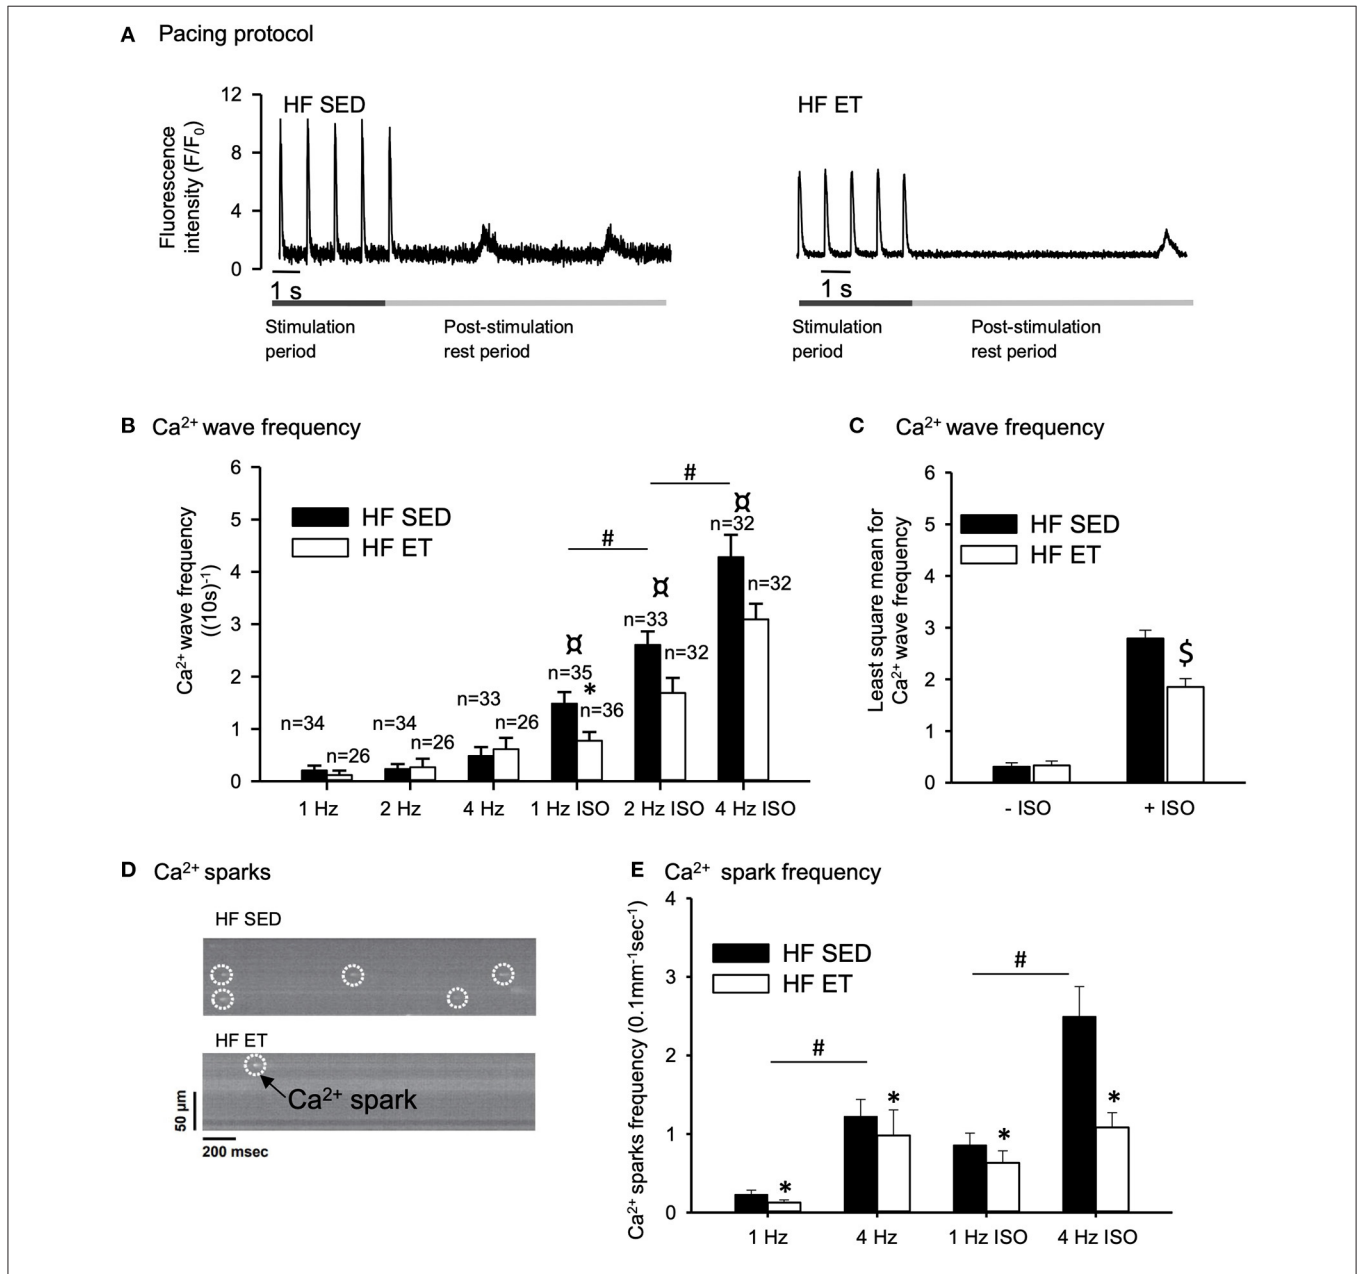 A Pacing protocol
12
8
4
0
Fluorescence
intensity (F/F0)
HF SED
HF ET
1 s
1 s
Stimulation
period
Post-stimulation
rest period
Stimulation
period
Post-stimulation
rest period
B Ca2+ wave frequency
6
5
4
3
2
1
0
Ca2+ wave frequency
((10s)-1)
HF SED
HF ET
n=34
n=26
n=34
n=26
n=33
n=26
¤
n=35
*
n=36
#
¤
n=33
n=32
#
¤
n=32
n=32
1 Hz 2 Hz 4 Hz 1 Hz ISO 2 Hz ISO 4 Hz ISO
C Ca2+ wave frequency
6
5
4
3
2
1
0
Least square mean for
Ca2+ wave frequency
HF SED
HF ET
$
- ISO + ISO
D Ca2+ sparks
HF SED
HF ET
Ca2+ spark
50 µm
200 msec
E Ca2+ spark frequency
4
3
2
1
0
Ca2+ sparks frequency (0.1mm-1sec-1)
HF SED
HF ET
#
#
*
*
*
*
1 Hz 4 Hz 1 Hz ISO 4 Hz ISO